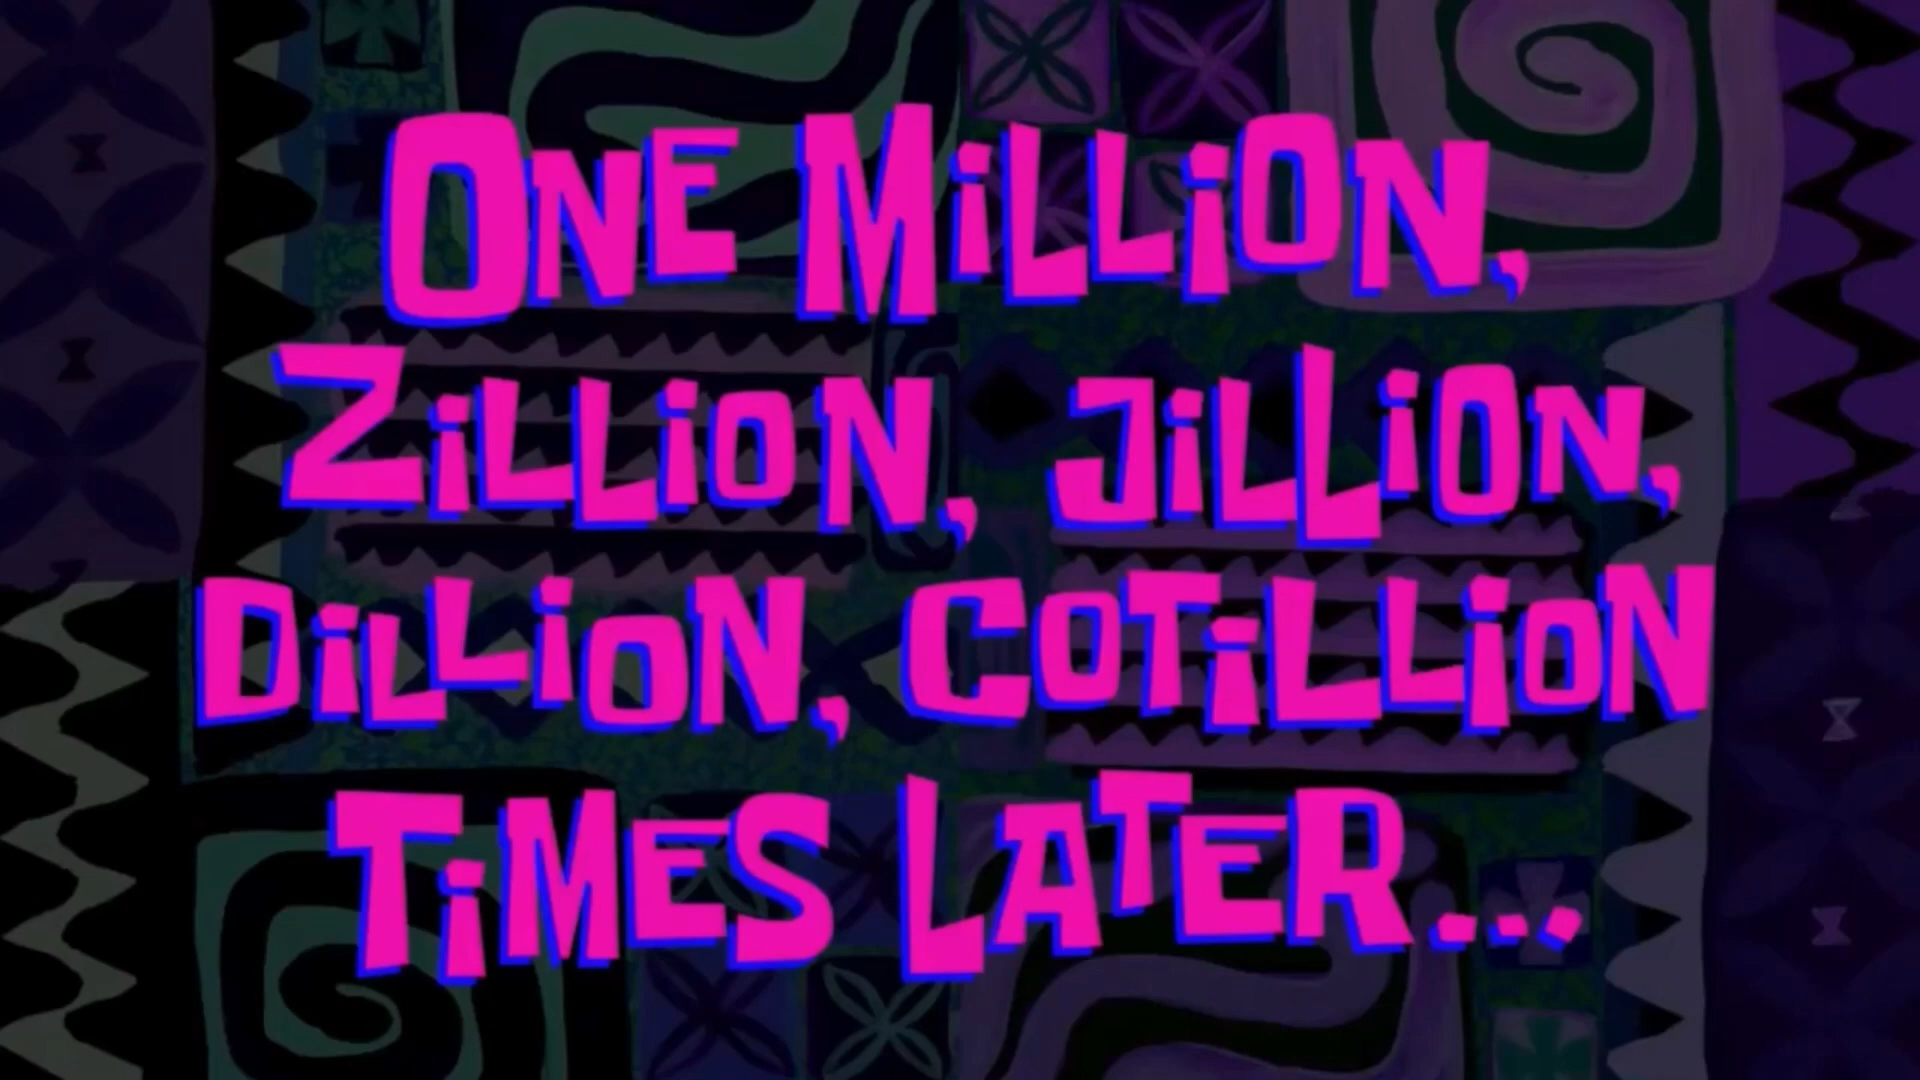 One Million,
Zillion, Jillion,
Dillion, Cotillion
Times Later...